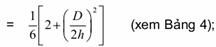 = 1/6 [2 + (D/2h)²] (xem Bảng 4);